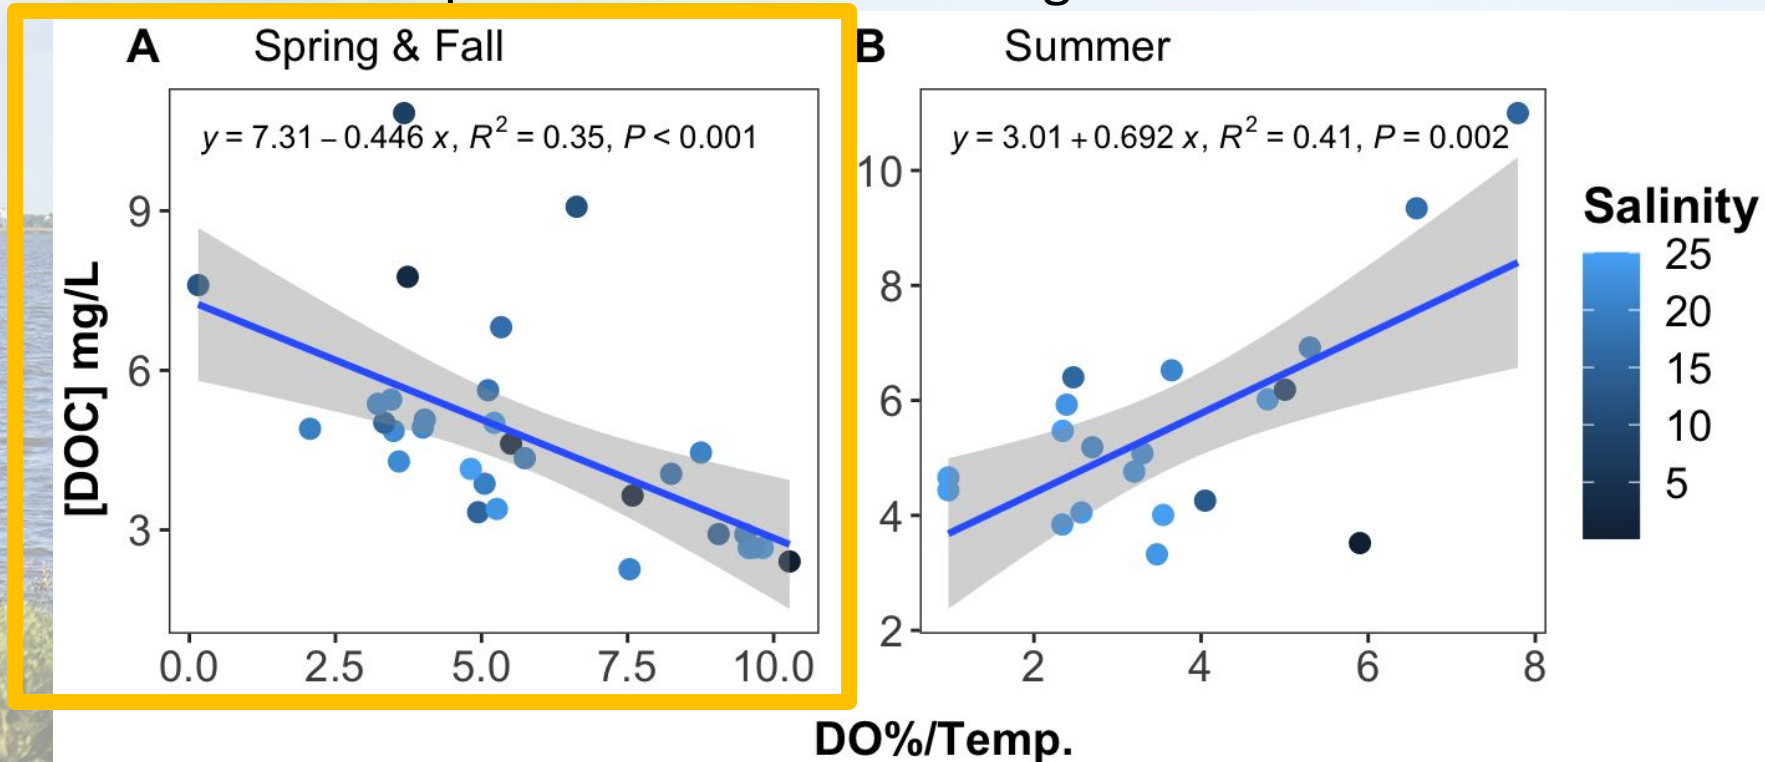 A Spring & Fall
y = 7.31 − 0.446 x, R² = 0.35, P < 0.001
[DOC] mg/L
9
6
3
0.0 2.5 5.0 7.5 10.0
B Summer
y = 3.01 + 0.692 x, R² = 0.41, P = 0.002
10
8
6
4
2
2 4 6 8
DO%/Temp.
Salinity
25
20
15
10
5